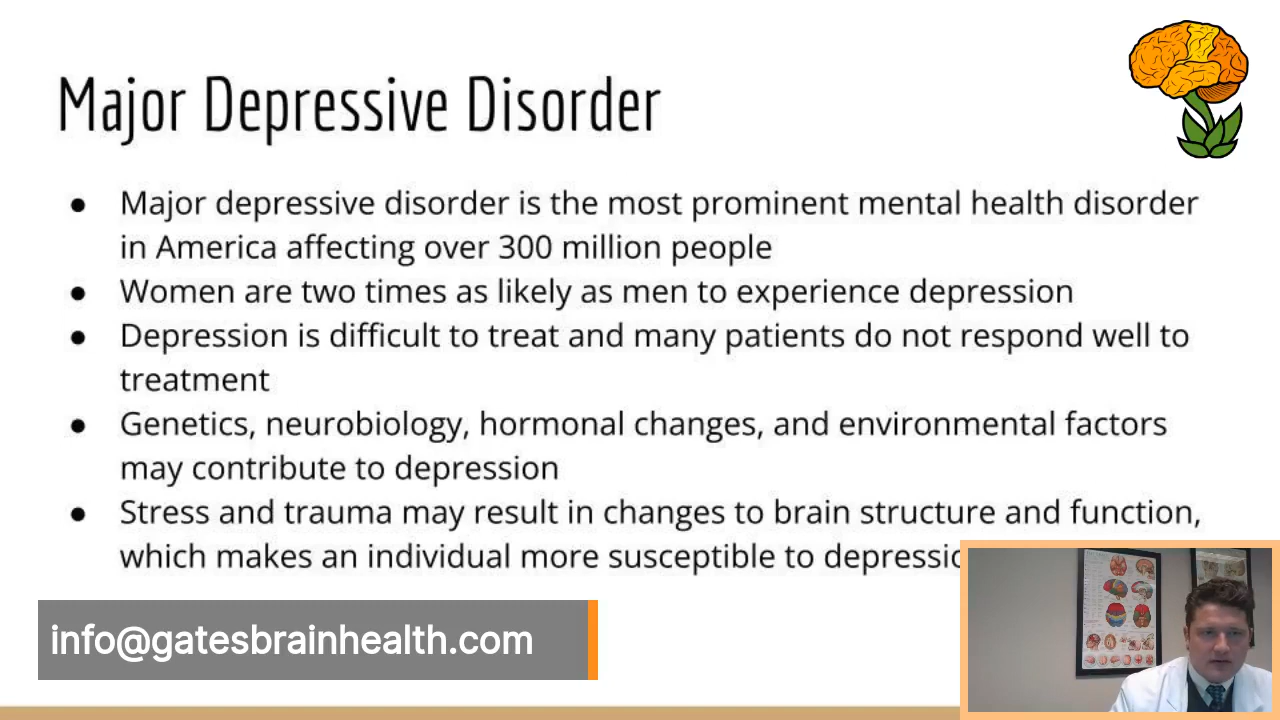 Major Depressive Disorder
● Major depressive disorder is the most prominent mental health disorder
in America affecting over 300 million people
● Women are two times as likely as men to experience depression
● Depression is difficult to treat and many patients do not respond well to
treatment
● Genetics, neurobiology, hormonal changes, and environmental factors
may contribute to depression
● Stress and trauma may result in changes to brain structure and function,
which makes an individual more susceptible to
info@gatesbrainhealth.com